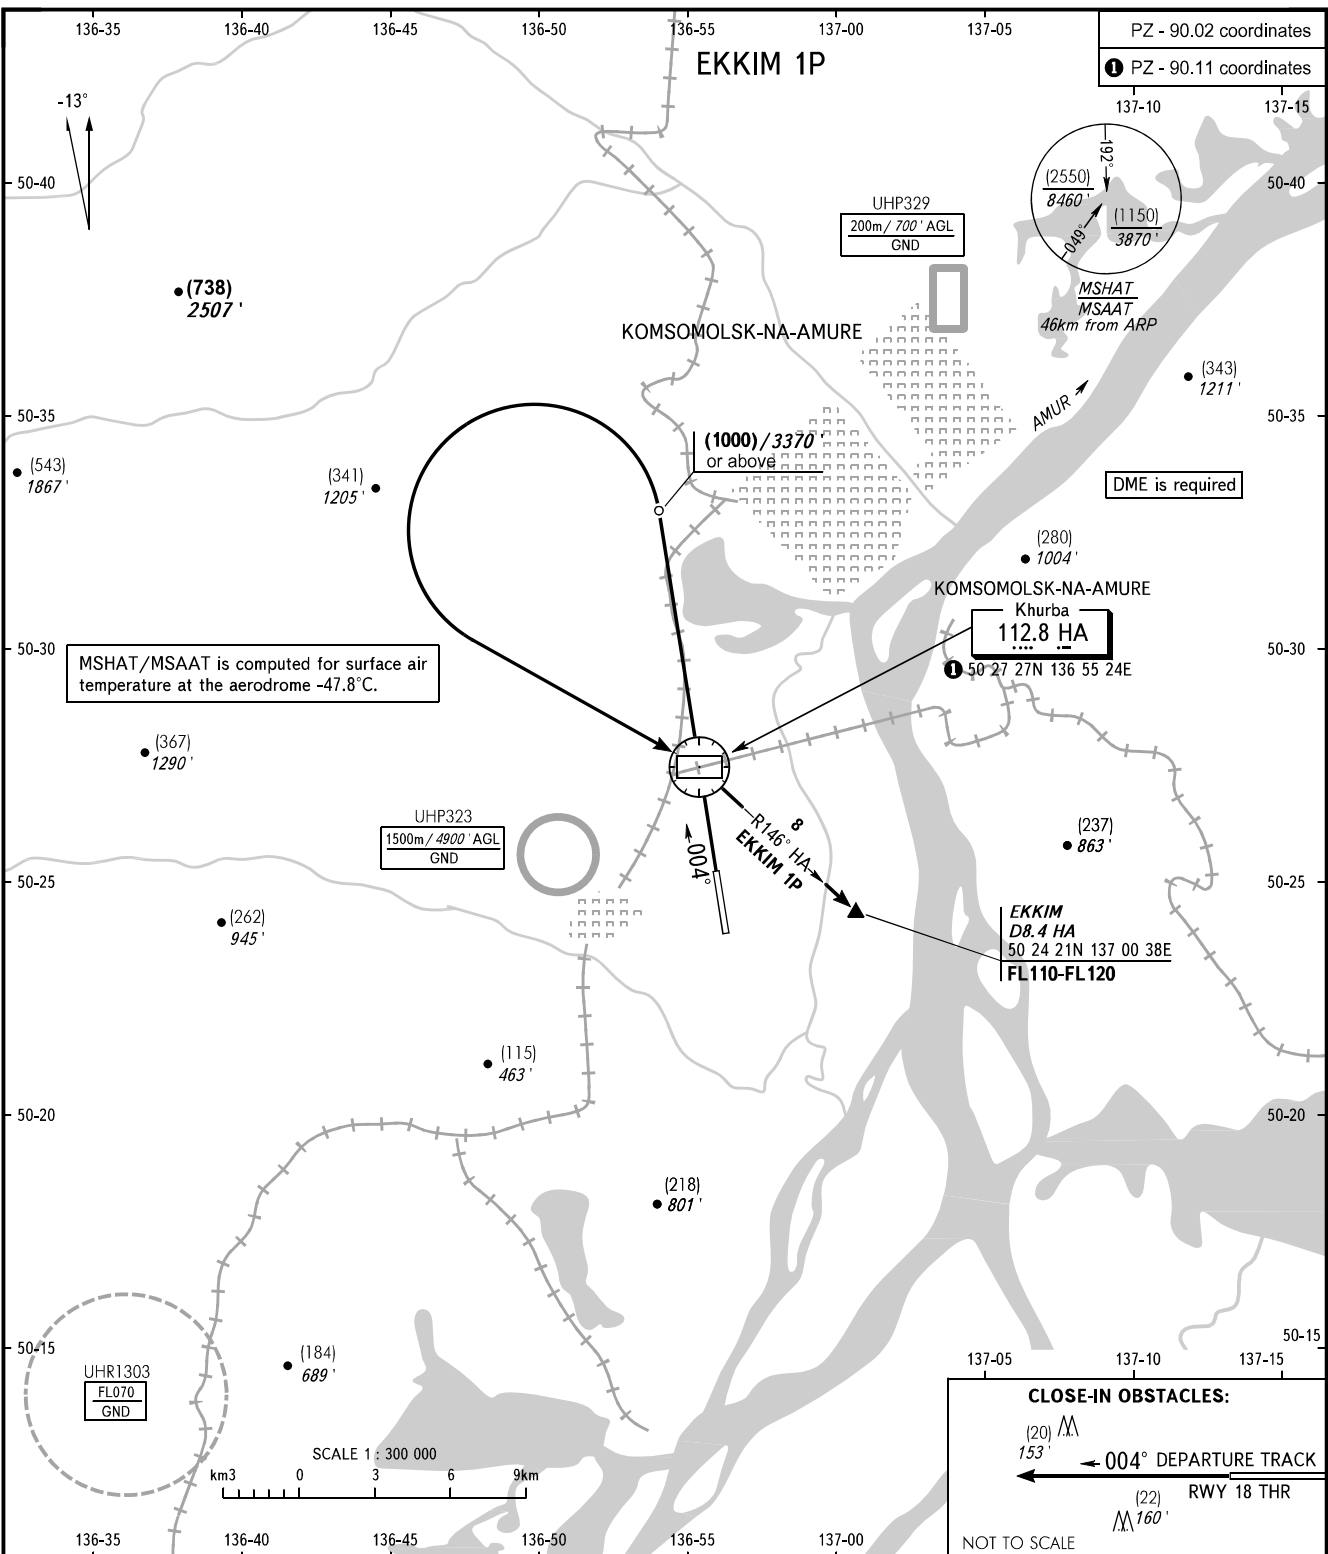 136-35
136-40
136-45
136-50
136-55
137-00
137-05
PZ - 90.02 coordinates
❶ PZ - 90.11 coordinates
137-10
137-15
EKKIM 1P
-13°
50-40
50-40
192°
049°
(2550)
8460'
(1150)
3870'
MSHAT
MSAAT
46km from ARP
UHP329
200m/ 700' AGL
GND
(738)
2507'
KOMSOMOLSK-NA-AMURE
(343)
1211'
AMUR
50-35
50-35
(1000)/3370'
or above
(543)
1867'
(341)
1205'
DME is required
(280)
1004'
KOMSOMOLSK-NA-AMURE
Khurba
112.8 HA
❶ 50 27 27N 136 55 24E
50-30
50-30
MSHAT/MSAAT is computed for surface air
temperature at the aerodrome -47.8°C.
(367)
1290'
UHP323
1500m/ 4900' AGL
GND
004°
8
R146° HA
EKKIM 1P
(237)
863'
50-25
50-25
EKKIM
D8.4 HA
50 24 21N 137 00 38E
FL110-FL120
(262)
945'
(115)
463'
50-20
50-20
(218)
801'
50-15
50-15
UHR1303
FL070
GND
(184)
689'
137-05
137-10
137-15
CLOSE-IN OBSTACLES:
(20)
153'
004° DEPARTURE TRACK
RWY 18 THR
(22)
160'
NOT TO SCALE
SCALE 1 : 300 000
km3
0
3
6
9km
136-35
136-40
136-45
136-50
136-55
137-00